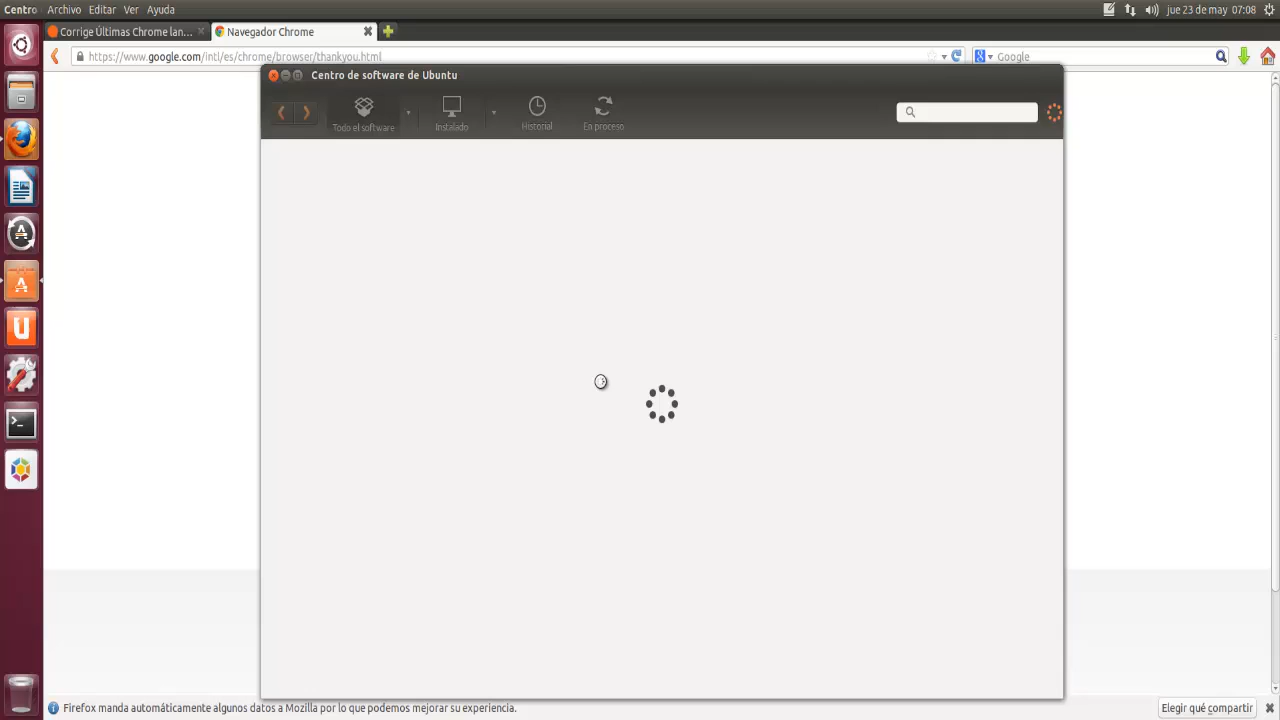 Centro Archivo Editar Ver Ayuda jue 23 de may 07:08
Corrige Últimas Chrome lan... Navegador Chrome
https://www.google.com/intl/es/chrome/browser/thankyou.html Google
Centro de software de Ubuntu
Todo el software Instalado Historial En proceso
Firefox manda automáticamente algunos datos a Mozilla por lo que podemos mejorar su experiencia. Elegir qué compartir